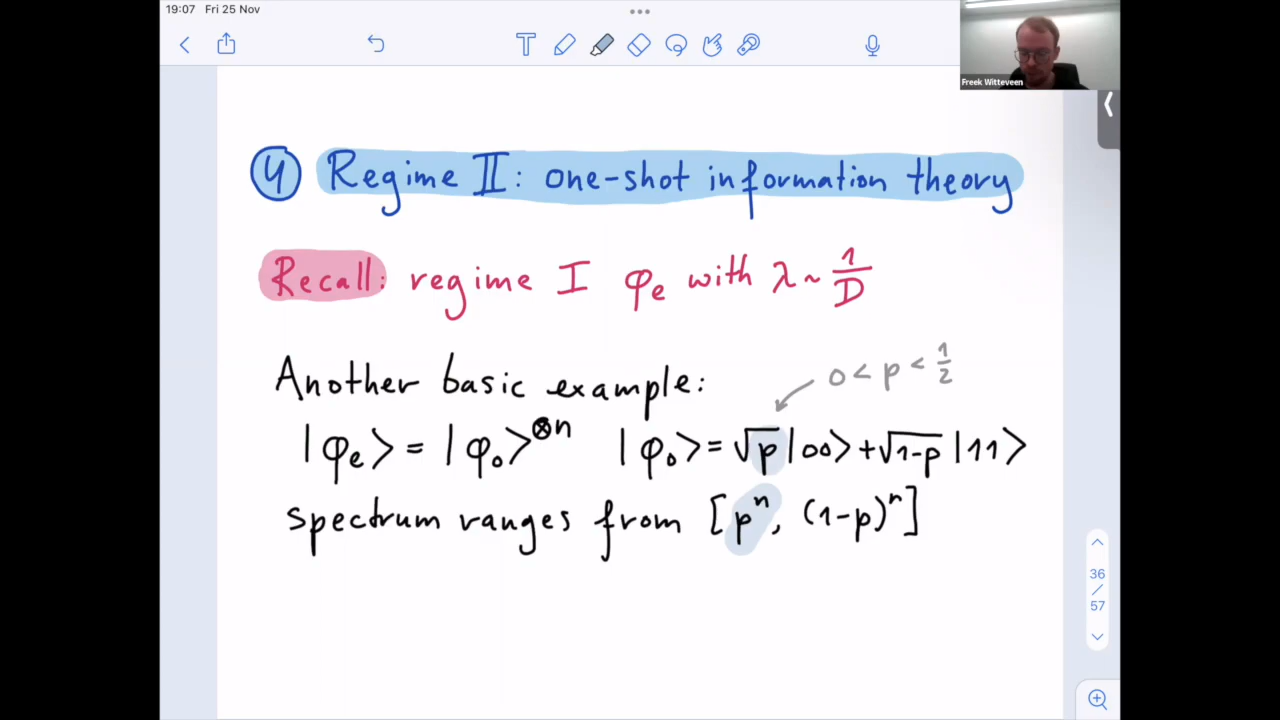 19:07 Fri 25 Nov
Freek Witteveen
④ Regime II: one-shot information theory
Recall: regime I φe with λ ~ 1/D
Another basic example: 0 < p < 1/2
|φe⟩ = |φ₀⟩⊗n |φ₀⟩ = √p |00⟩ + √1-p |11⟩
spectrum ranges from [pⁿ, (1-p)ⁿ]
36
/
57